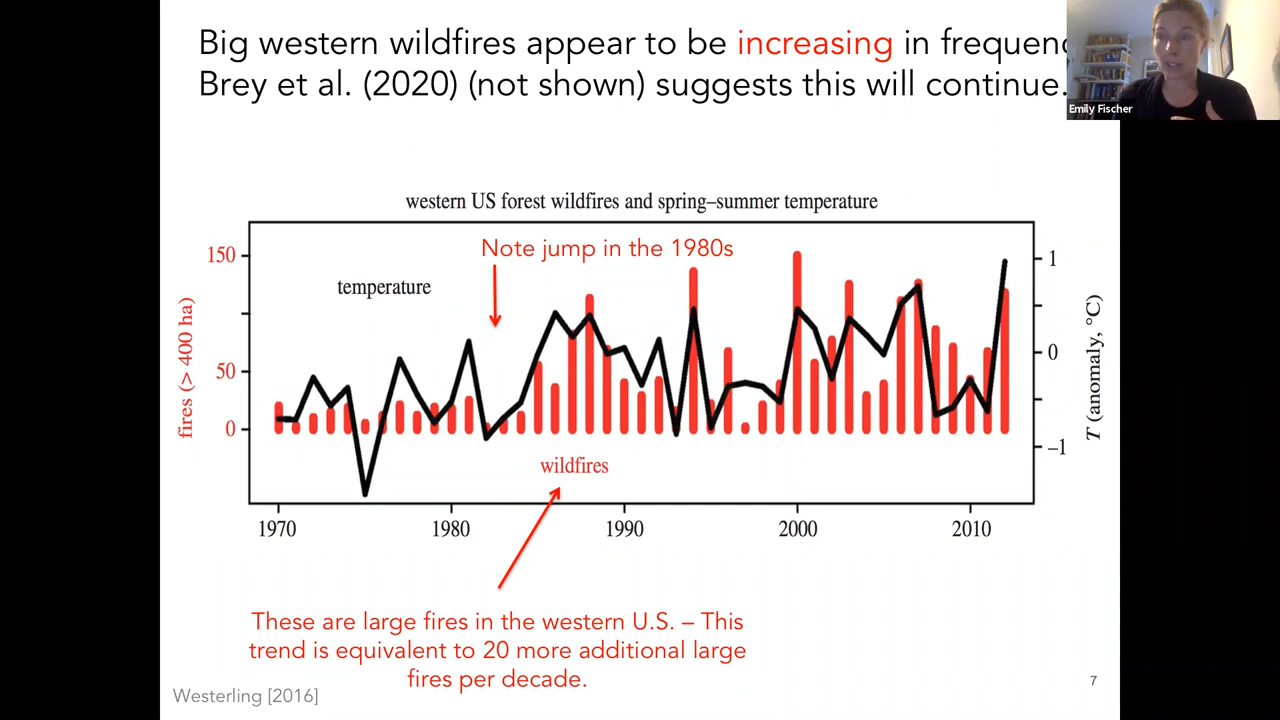 Big western wildfires appear to be increasing in
Brey et al. (2020) (not shown) suggests this will continue.
Emily Fischer
western US forest wildfires and spring–summer temperature
Note jump in the 1980s
temperature
150
50
0
fires (> 400 ha)
1
0
–1
T (anomaly, °C)
wildfires
1970 1980 1990 2000 2010
These are large fires in the western U.S. – This
trend is equivalent to 20 more additional large
fires per decade.
Westerling [2016]
7